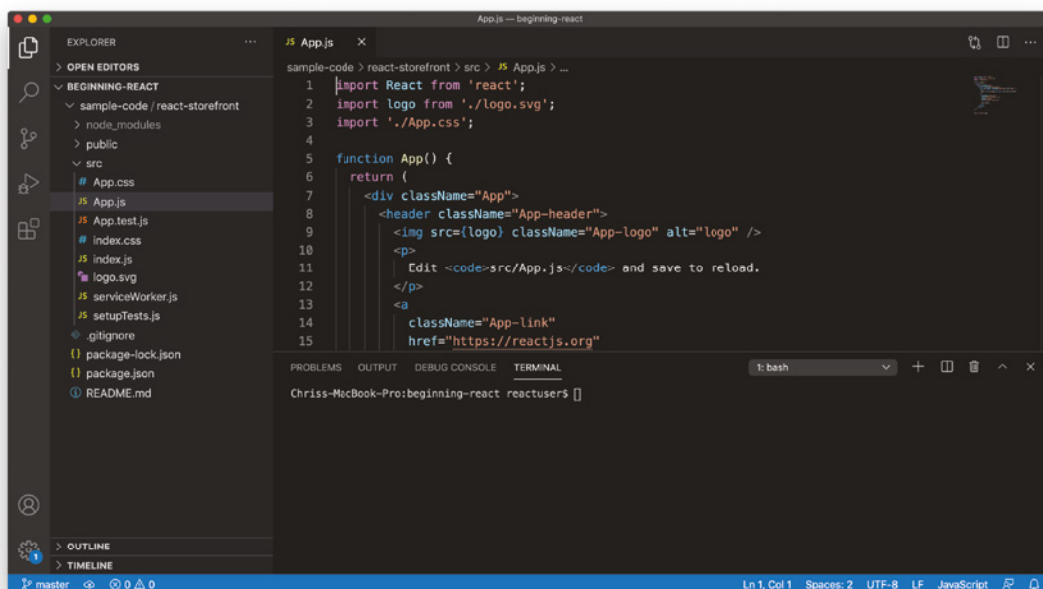 App.js — beginning-react
EXPLORER
OPEN EDITORS
BEGINNING-REACT
sample-code / react-storefront
node_modules
public
src
# App.css
JS App.js
JS App.test.js
# index.css
JS index.js
logo.svg
JS serviceWorker.js
JS setupTests.js
.gitignore
{} package-lock.json
{} package.json
README.md
OUTLINE
TIMELINE
1
JS App.js
sample-code > react-storefront > src > JS App.js > ...
1 import React from 'react';
2 import logo from './logo.svg';
3 import './App.css';
4
5 function App() {
6 return (
7 <div className="App">
8 <header className="App-header">
9 <img src={logo} className="App-logo" alt="logo" />
10 <p>
11 Edit <code>src/App.js</code> and save to reload.
12 </p>
13 <a
14 className="App-link"
15 href="https://reactjs.org"
PROBLEMS OUTPUT DEBUG CONSOLE TERMINAL 1: bash
Chriss-MacBook-Pro:beginning-react reactuser$
master 0 0 Ln 1, Col 1 Spaces: 2 UTF-8 LF JavaScript